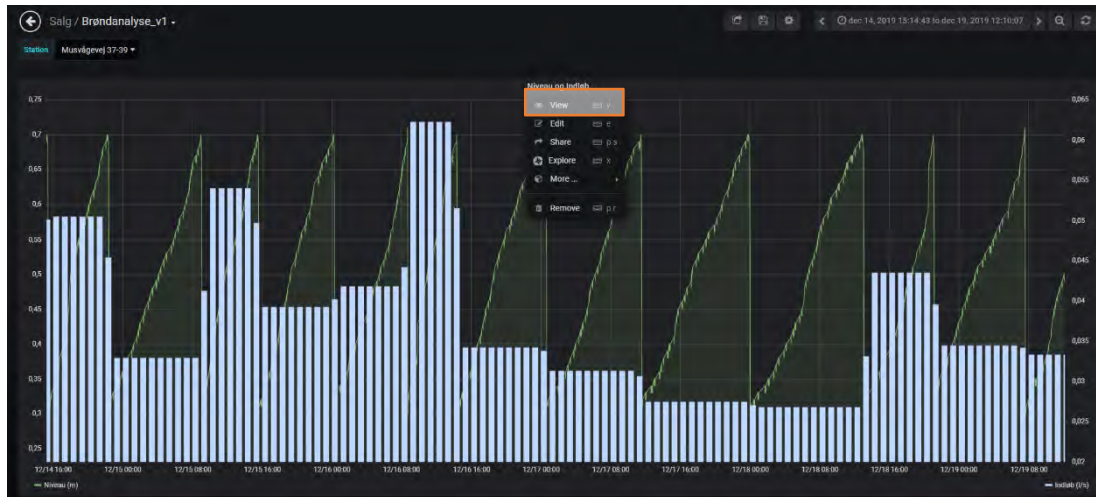 Salg / Brøndanalyse_v1
dec 14, 2019 15:14:43 to dec 19, 2019 12:10:07
Station Musvågevej 37-39
Niveau og Indløb
View v
Edit e
Share p s
Explore x
More ...
Remove p r
0,75
0,7
0,65
0,6
0,55
0,5
0,45
0,4
0,35
0,3
0,25
0,065
0,06
0,055
0,05
0,045
0,04
0,035
0,03
0,025
0,02
12/14 16:00 12/15 00:00 12/15 08:00 12/15 16:00 12/16 00:00 12/16 08:00 12/16 16:00 12/17 00:00 12/17 08:00 12/17 16:00 12/18 00:00 12/18 08:00 12/18 16:00 12/19 00:00 12/19 08:00
Niveau (m)
Indløb (l/s)